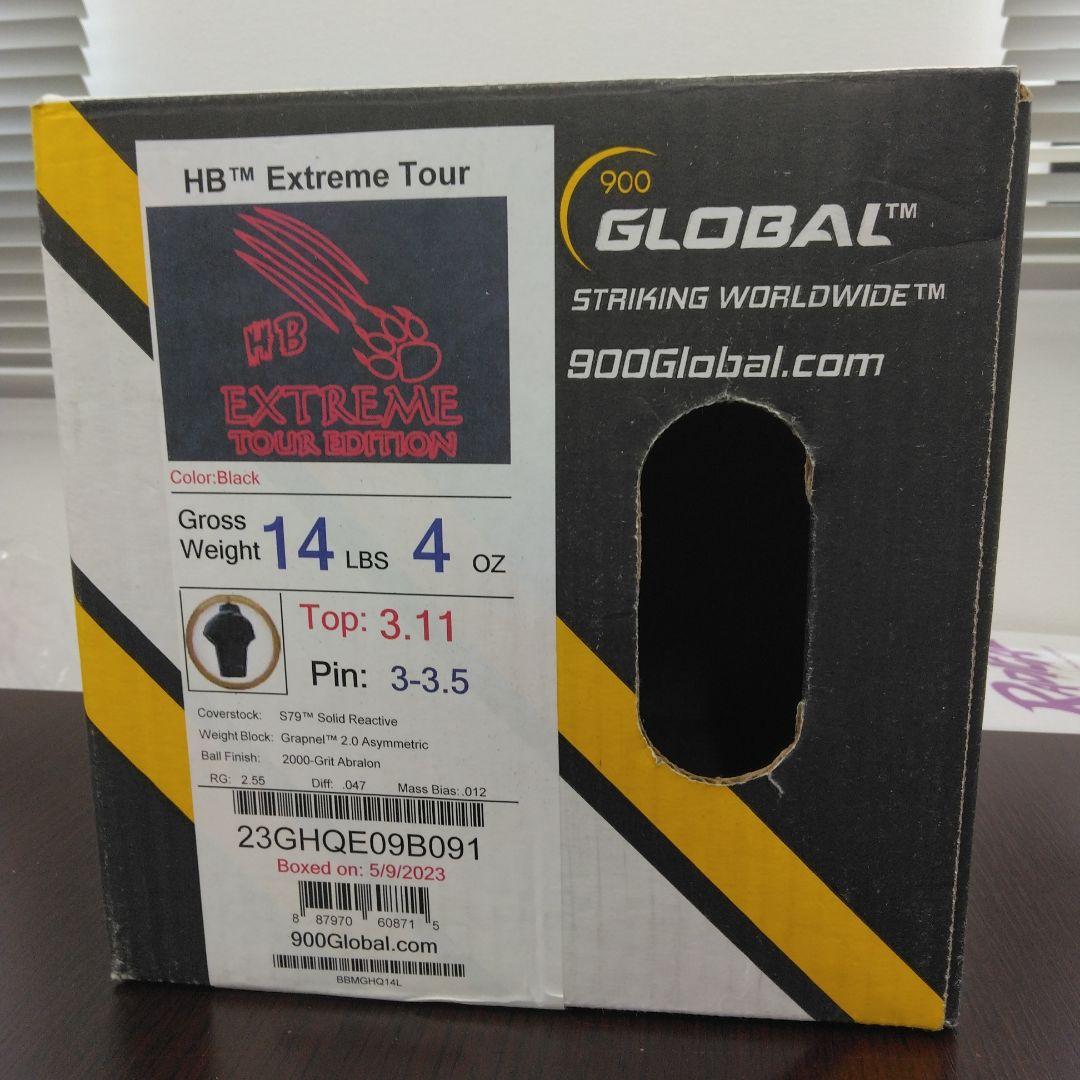 HB™ Extreme Tour
HB
EXTREME
TOUR EDITION
Color:Black
Gross Weight 14 LBS 4 OZ
Top: 3.11
Pin: 3-3.5
Coverstock: S79™ Solid Reactive
Weight Block: Grapnel™ 2.0 Asymmetric
Ball Finish: 2000-Grit Abralon
RG: 2.55 Diff: .047 Mass Bias: .012
23GHQE09B091
Boxed on: 5/9/2023
8 87970 60871 5
900Global.com
BBMGHQ14L
900
GLOBAL™
STRIKING WORLDWIDE™
900Global.com